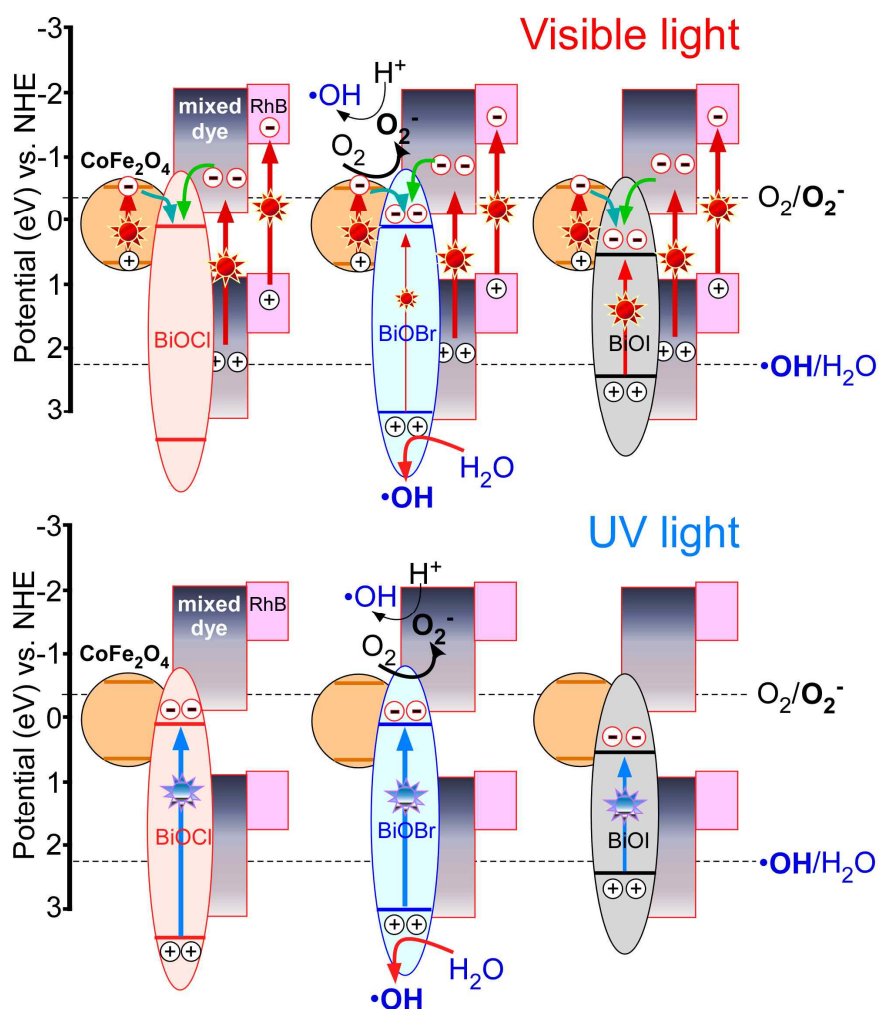 Visible light
Potential (eV) vs. NHE
-3
-2
-1
0
1
2
3
CoFe₂O₄
mixed
dye
RhB
BiOCl
•OH
H⁺
O₂
O₂⁻
BiOBr
H₂O
•OH
BiOI
O₂/O₂⁻
•OH/H₂O
UV light
Potential (eV) vs. NHE
-3
-2
-1
0
1
2
3
CoFe₂O₄
mixed
dye
RhB
BiOCl
•OH
H⁺
O₂
O₂⁻
BiOBr
H₂O
•OH
BiOI
O₂/O₂⁻
•OH/H₂O